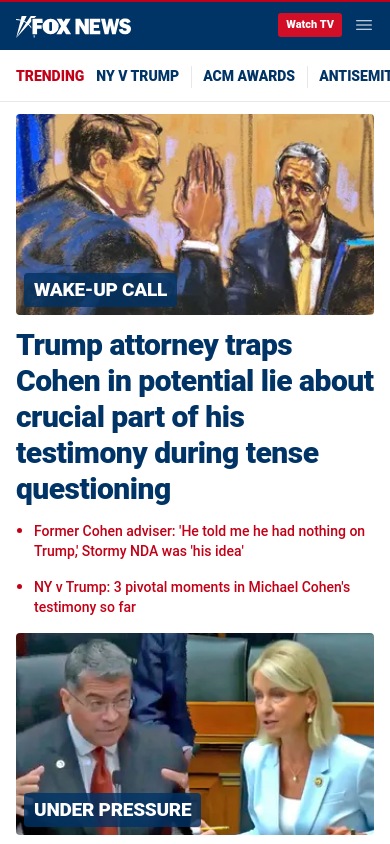 FOX NEWS
Watch TV
TRENDING NY V TRUMP ACM AWARDS ANTISEMIT
WAKE-UP CALL
Trump attorney traps
Cohen in potential lie about
crucial part of his
testimony during tense
questioning
• Former Cohen adviser: 'He told me he had nothing on
Trump,' Stormy NDA was 'his idea'
• NY v Trump: 3 pivotal moments in Michael Cohen's
testimony so far
UNDER PRESSURE